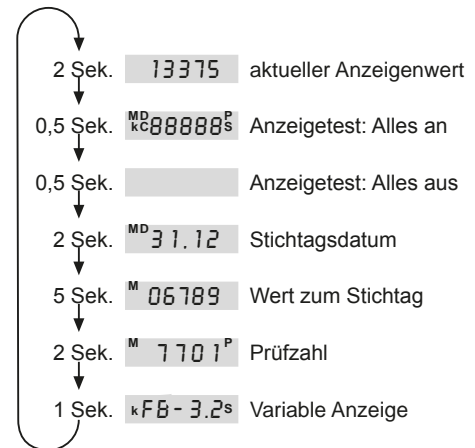 2 Sek. 13375 aktueller Anzeigenwert
0,5 Sek. MD kC 88888 P S Anzeigetest: Alles an
0,5 Sek. Anzeigetest: Alles aus
2 Sek. MD 31.12 Stichtagsdatum
5 Sek. M 06789 Wert zum Stichtag
2 Sek. M 7701 P Prüfzahl
1 Sek. k FB-3.2 s Variable Anzeige